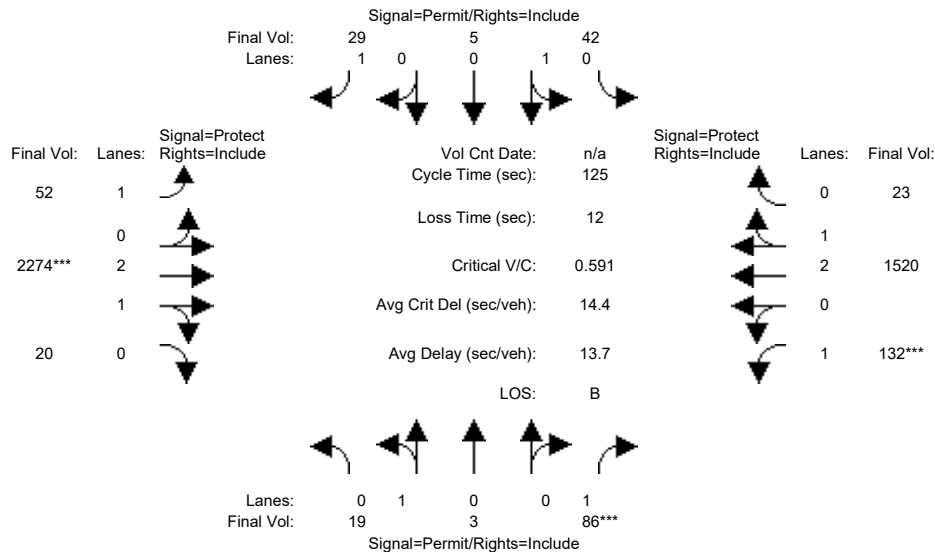 Signal=Permit/Rights=Include
Final Vol: 29 5 42
Lanes: 1 0 0 1 0
Signal=Protect
Final Vol: Lanes: Rights=Include Vol Cnt Date: n/a Signal=Protect
Rights=Include Lanes: Final Vol:
Cycle Time (sec): 125
52 1 0 23
Loss Time (sec): 12
0 1
2274*** 2 Critical V/C: 0.591 2 1520
1 Avg Crit Del (sec/veh): 14.4 0
20 0 Avg Delay (sec/veh): 13.7 1 132***
LOS: B
Lanes: 0 1 0 0 1
Final Vol: 19 3 86***
Signal=Permit/Rights=Include